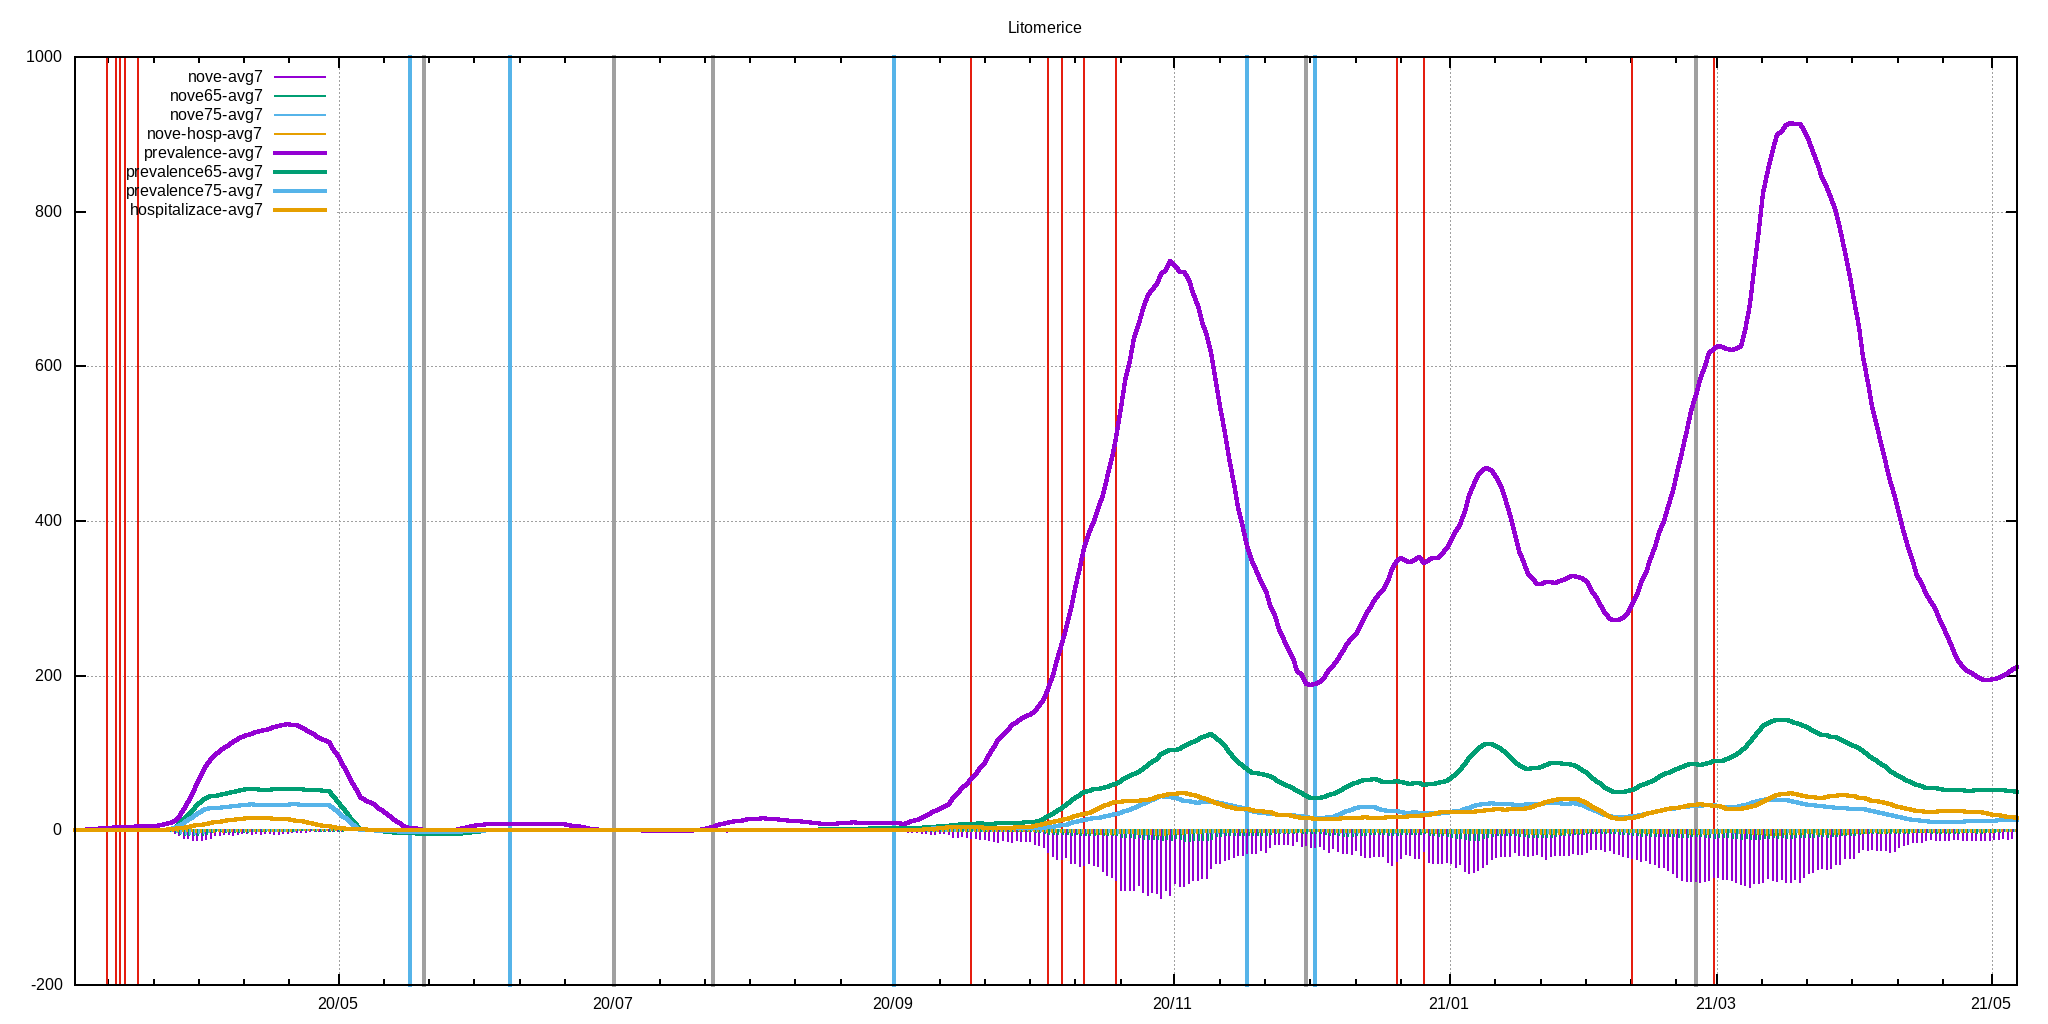 Litomerice
1000
800
600
400
200
0
-200
nove-avg7
nove65-avg7
nove75-avg7
nove-hosp-avg7
prevalence-avg7
prevalence65-avg7
prevalence75-avg7
hospitalizace-avg7
20/05 20/07 20/09 20/11 21/01 21/03 21/05